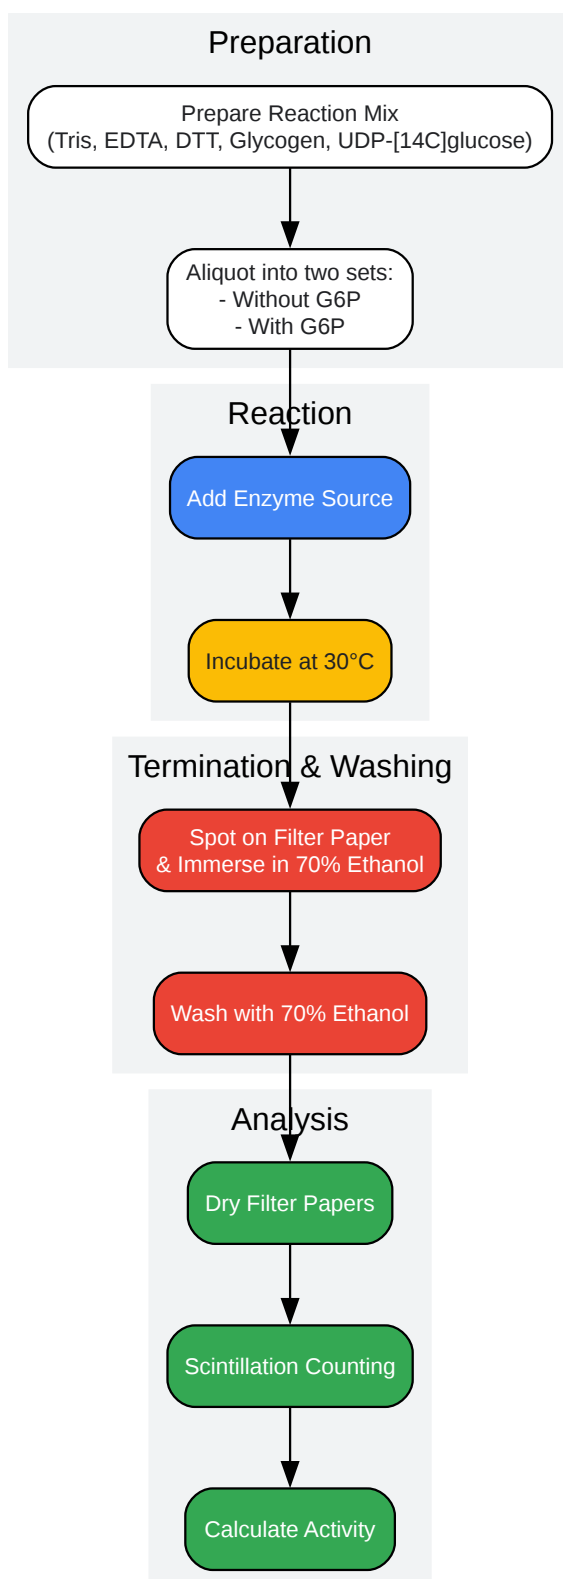 Preparation
Prepare Reaction Mix
(Tris, EDTA, DTT, Glycogen, UDP-[14C]glucose)
Aliquot into two sets:
- Without G6P
- With G6P
Reaction
Add Enzyme Source
Incubate at 30°C
Termination & Washing
Spot on Filter Paper
& Immerse in 70% Ethanol
Wash with 70% Ethanol
Analysis
Dry Filter Papers
Scintillation Counting
Calculate Activity